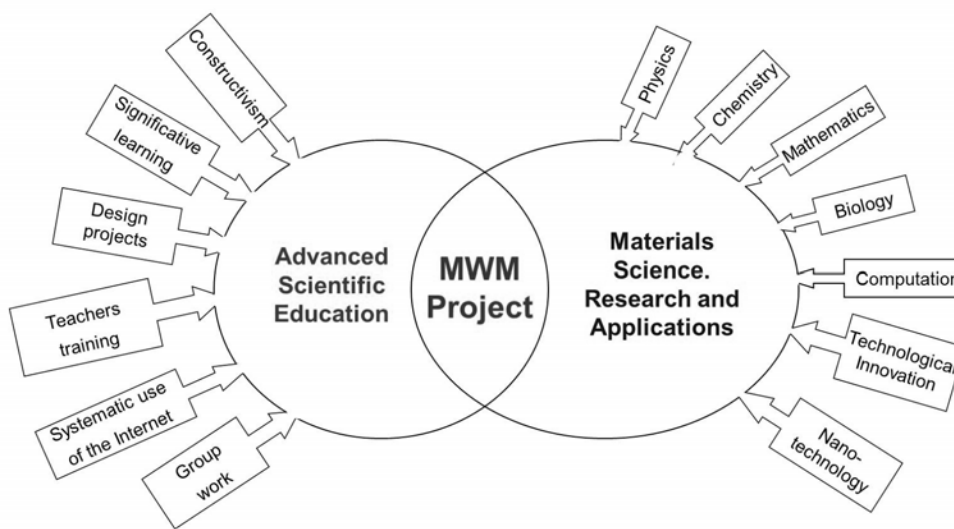 Constructivism
Significative
learning
Design
projects
Teachers
training
Systematic use
of the Internet
Group
work
Advanced
Scientific
Education
MWM
Project
Materials
Science.
Research and
Applications
Physics
Chemistry
Mathematics
Biology
Computation
Technological
Innovation
Nano-
technology